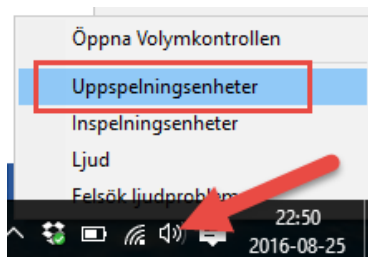 Öppna Volymkontrollen
Uppspelningsenheter
Inspelningsenheter
Ljud
Felsök ljudproblem
22:50
2016-08-25